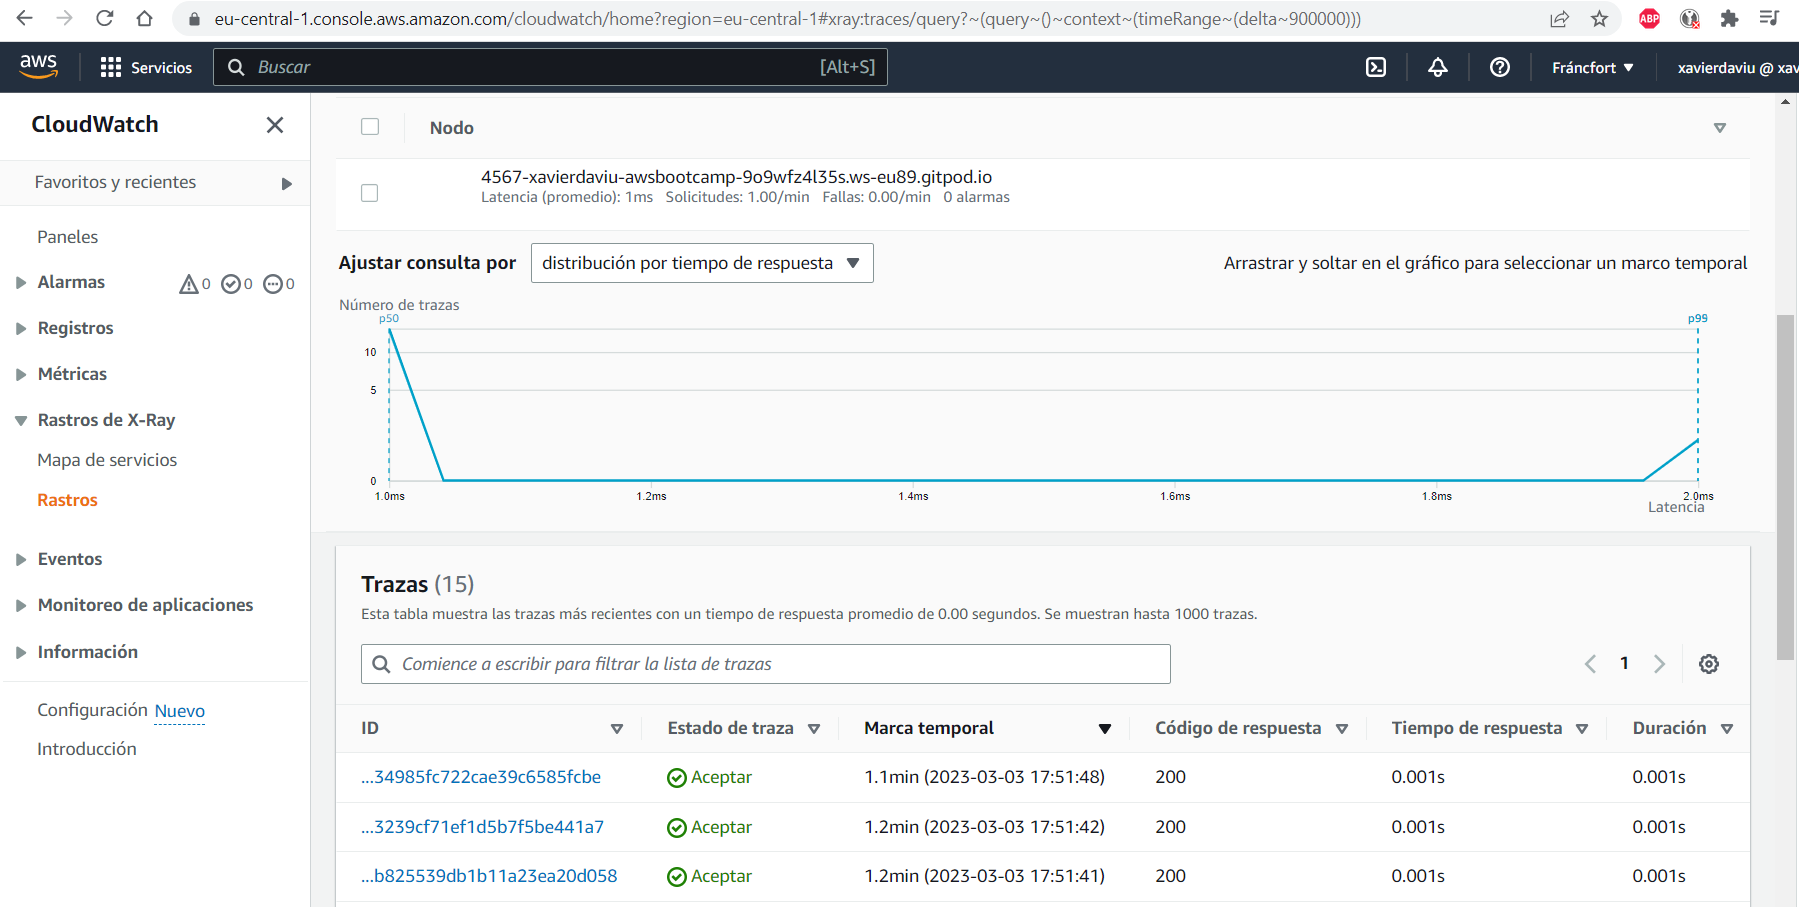 eu-central-1.console.aws.amazon.com/cloudwatch/home?region=eu-central-1#xray:traces/query?~(query~()~context~(timeRange~(delta~900000)))
ABP
aws
Servicios
Buscar
[Alt+S]
Fráncfort
xavierdaviu @ xav
CloudWatch
Favoritos y recientes
Paneles
Alarmas
0
0
0
Registros
Métricas
Rastros de X-Ray
Mapa de servicios
Rastros
Eventos
Monitoreo de aplicaciones
Información
Configuración Nuevo
Introducción
Nodo
4567-xavierdaviu-awsbootcamp-9o9wfz4l35s.ws-eu89.gitpod.io
Latencia (promedio): 1ms Solicitudes: 1.00/min Fallas: 0.00/min 0 alarmas
Ajustar consulta por
distribución por tiempo de respuesta
Arrastrar y soltar en el gráfico para seleccionar un marco temporal
Número de trazas
p50
p99
10
5
0
1.0ms
1.2ms
1.4ms
1.6ms
1.8ms
2.0ms
Latencia
Trazas (15)
Esta tabla muestra las trazas más recientes con un tiempo de respuesta promedio de 0.00 segundos. Se muestran hasta 1000 trazas.
Comience a escribir para filtrar la lista de trazas
1
ID Estado de traza Marca temporal Código de respuesta Tiempo de respuesta Duración
...34985fc722cae39c6585fcbe Aceptar 1.1min (2023-03-03 17:51:48) 200 0.001s 0.001s
...3239cf71ef1d5b7f5be441a7 Aceptar 1.2min (2023-03-03 17:51:42) 200 0.001s 0.001s
...b825539db1b11a23ea20d058 Aceptar 1.2min (2023-03-03 17:51:41) 200 0.001s 0.001s